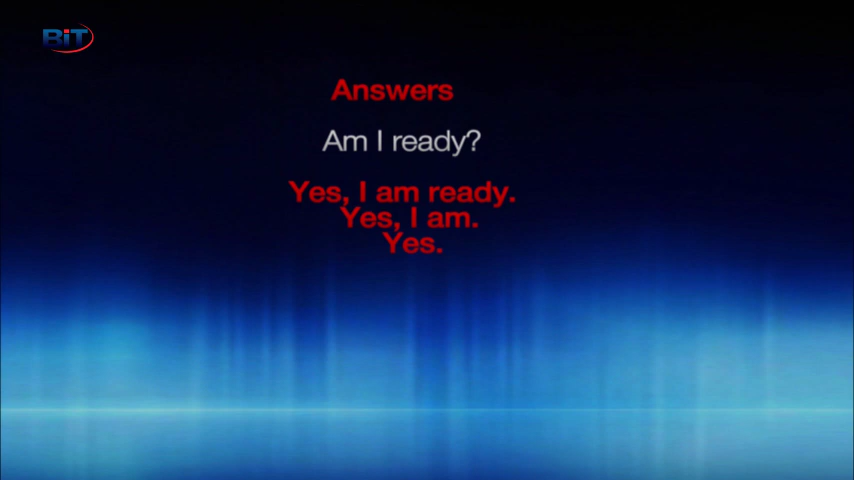 BiT
Answers
Am I ready?
Yes, I am ready.
Yes, I am.
Yes.